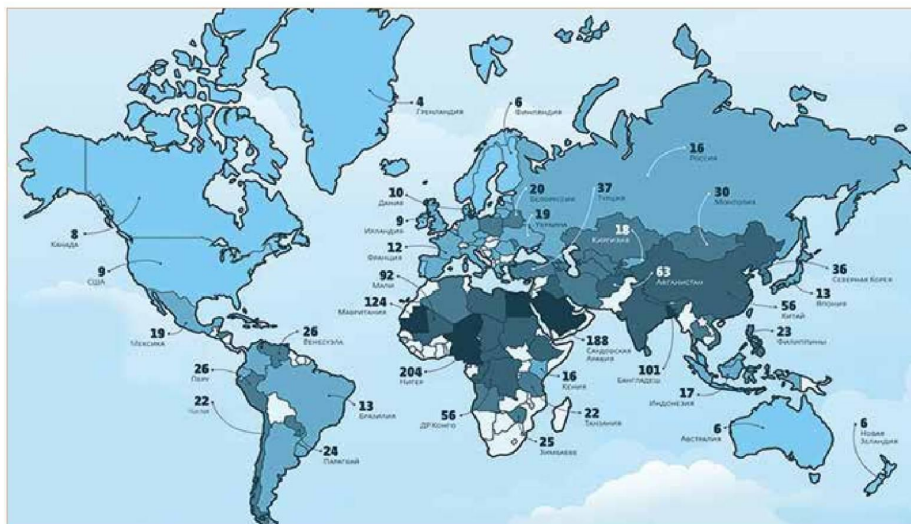 4
Гренландия
6
Финляндия
16
Россия
10
Дания
20
Белоруссия
37
Турция
30
Монголия
9
Ирландия
19
Украина
8
Канада
12
Франция
18
Киргизия
9
США
92
Мали
63
Афганистан
36
Северная Корея
124
Мавритания
13
Япония
56
Китай
19
Мексика
26
Венесуэла
188
Саудовская
Аравия
23
Филиппины
204
Нигер
101
Бангладеш
26
Перу
16
Кения
17
Индонезия
22
Чили
13
Бразилия
56
ДР Конго
22
Танзания
6
Австралия
6
Новая
Зеландия
24
Парагвай
25
Зимбабве